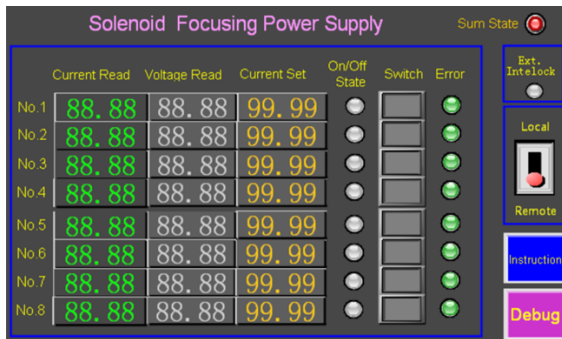 Solenoid Focusing Power Supply
Sum State
Current Read Voltage Read Current Set On/Off State Switch Error
Ext. Intelock
No.1 88.88 88.88 99.99
No.2 88.88 88.88 99.99
No.3 88.88 88.88 99.99
No.4 88.88 88.88 99.99
No.5 88.88 88.88 99.99
No.6 88.88 88.88 99.99
No.7 88.88 88.88 99.99
No.8 88.88 88.88 99.99
Local
Remote
Instruction
Debug